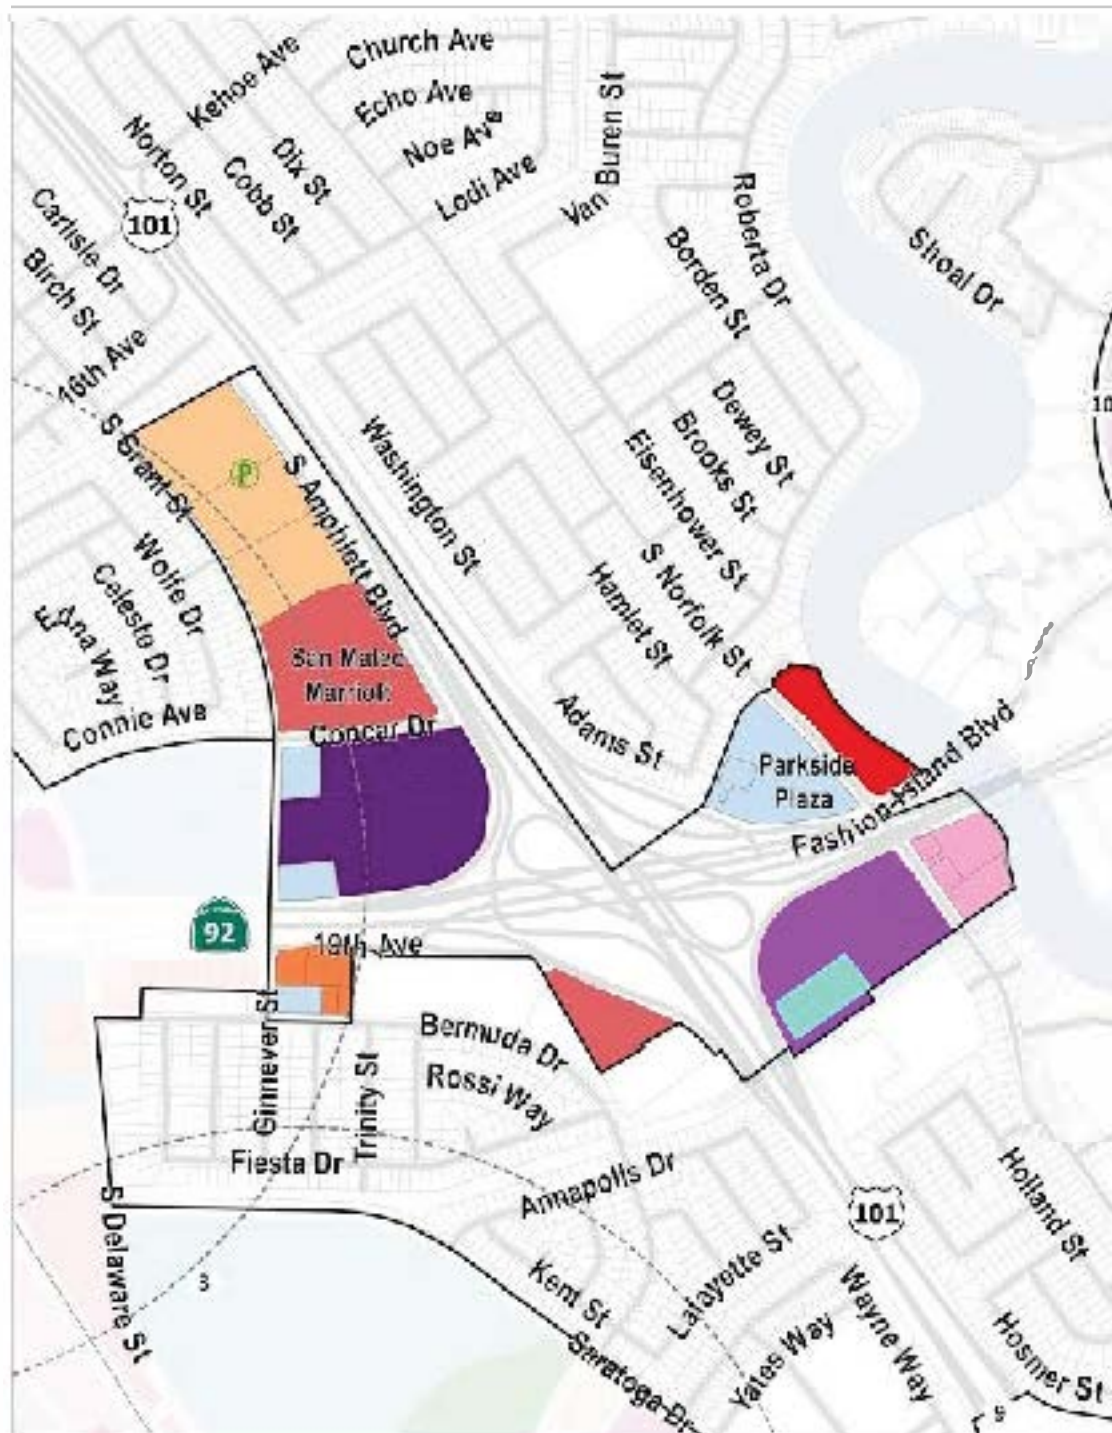 Church Ave
Kehoe Ave
Echo Ave
Noe Ave
Norton St
Dix St
Cobb St
Lodi Ave
Van Buren St
Roberta Dr
Carlisle Dr
101
Birch St
Borden St
Shoal Dr
16th Ave
10
S Grant St
P
S Amphlett Blvd
Washington St
Dewey St
Brooks St
Eisenhower St
S Norfolk St
Hamlet St
Wolfe Dr
Celeste Dr
Ana Way
San Mateo
Marriott
Connie Ave
Concar Dr
Adams St
Parkside
Plaza
Fashion Island Blvd
92
19th Ave
Ginnever St
Trinity St
Bermuda Dr
Rossi Way
Fiesta Dr
Annapolis Dr
S Delaware St
3
101
Holland St
Kent St
Lafayette St
Saratoga Dr
Yates Way
Wayne Way
Hosmer St
9